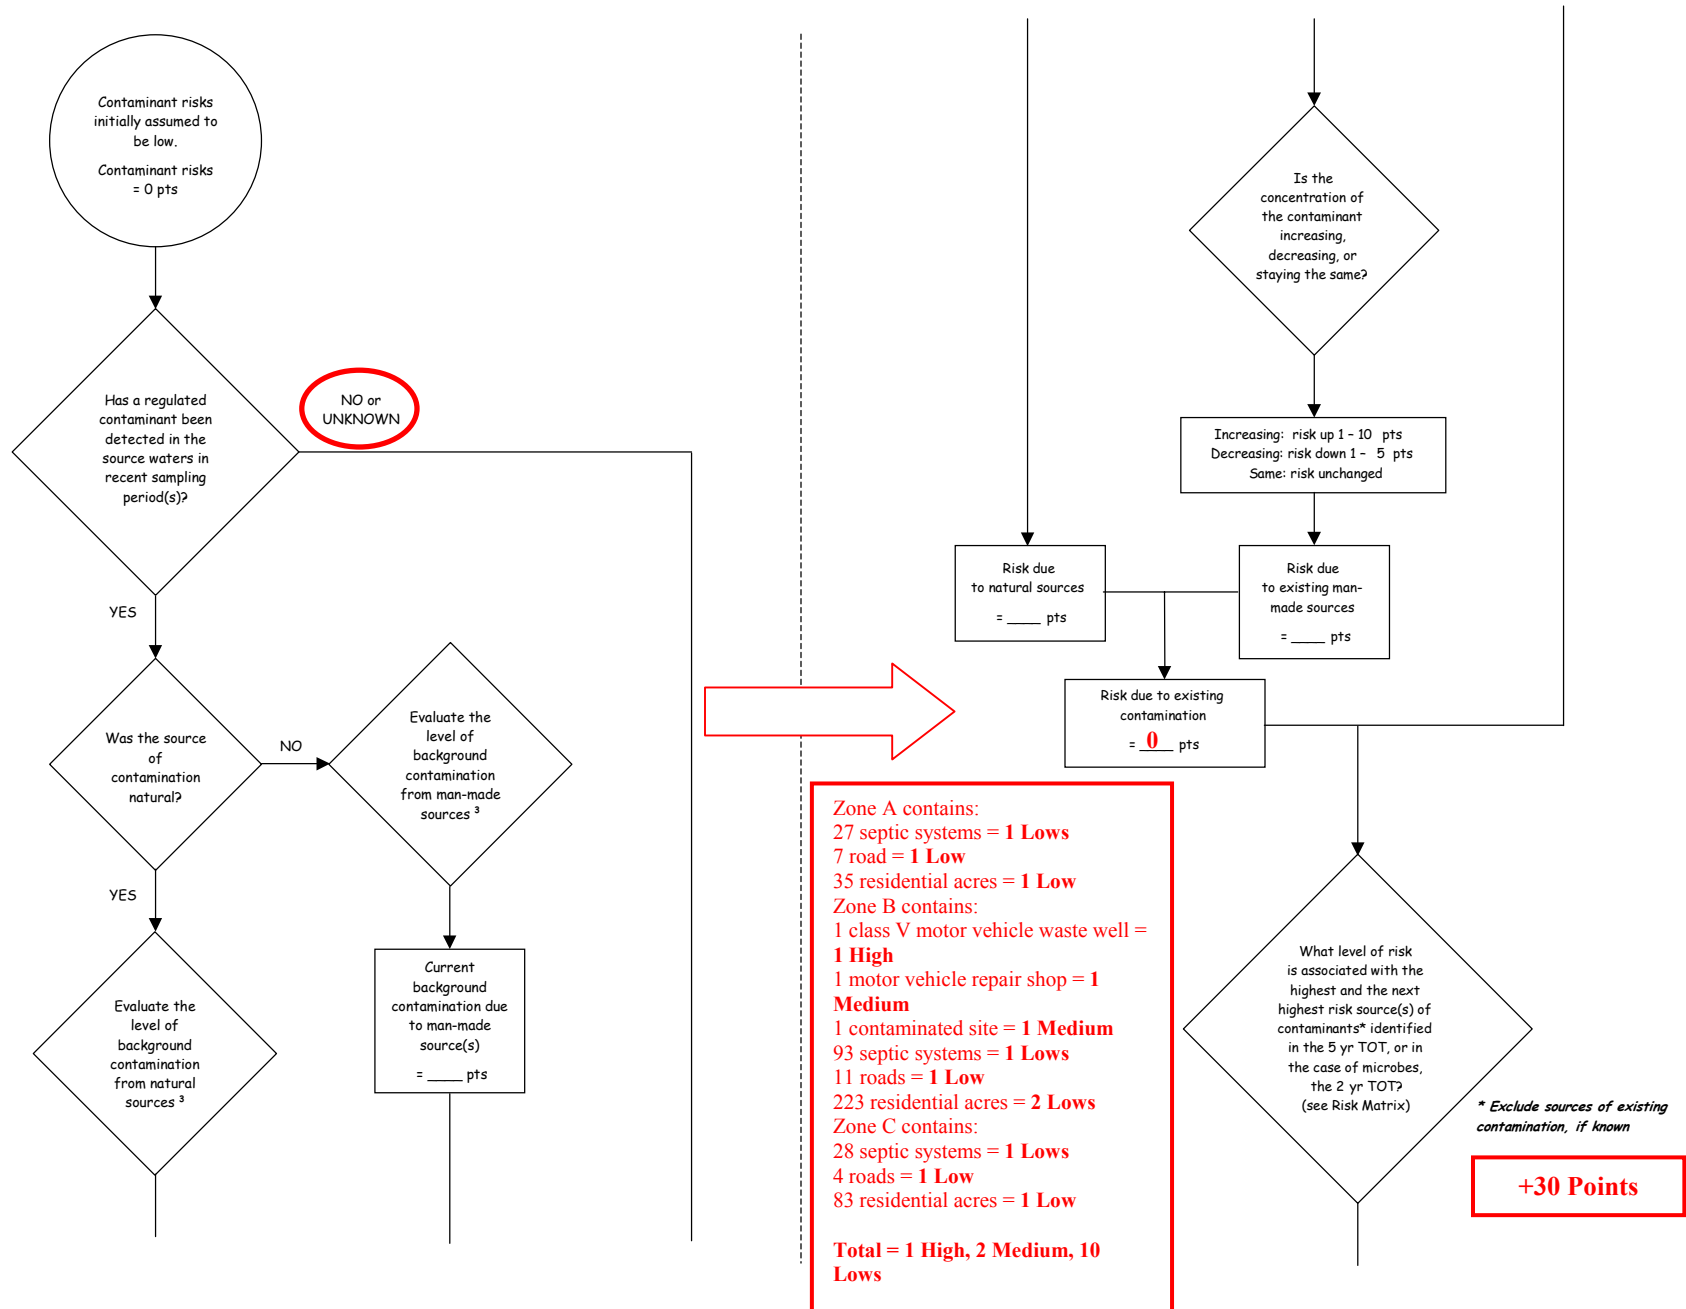 Contaminant risks
initially assumed to
be low.
Contaminant risks
= 0 pts
Has a regulated
contaminant been
detected in the
source waters in
recent sampling
period(s)?
NO or
UNKNOWN
YES
Was the source
of
contamination
natural?
NO
Evaluate the
level of
background
contamination
from man-made
sources ³
YES
Evaluate the
level of
background
contamination
from natural
sources ³
Current
background
contamination due
to man-made
source(s)
= ____ pts
Is the
concentration of
the contaminant
increasing,
decreasing, or
staying the same?
Increasing: risk up 1 – 10 pts
Decreasing: risk down 1 – 5 pts
Same: risk unchanged
Risk due
to natural sources
= ____ pts
Risk due
to existing man-
made sources
= ____ pts
Risk due to existing
contamination
= 0 pts
Zone A contains:
27 septic systems = 1 Lows
7 road = 1 Low
35 residential acres = 1 Low
Zone B contains:
1 class V motor vehicle waste well =
1 High
1 motor vehicle repair shop = 1
Medium
1 contaminated site = 1 Medium
93 septic systems = 1 Lows
11 roads = 1 Low
223 residential acres = 2 Lows
Zone C contains:
28 septic systems = 1 Lows
4 roads = 1 Low
83 residential acres = 1 Low
Total = 1 High, 2 Medium, 10
Lows
What level of risk
is associated with the
highest and the next
highest risk source(s) of
contaminants* identified
in the 5 yr TOT, or in
the case of microbes,
the 2 yr TOT?
(see Risk Matrix)
* Exclude sources of existing
contamination, if known
+30 Points